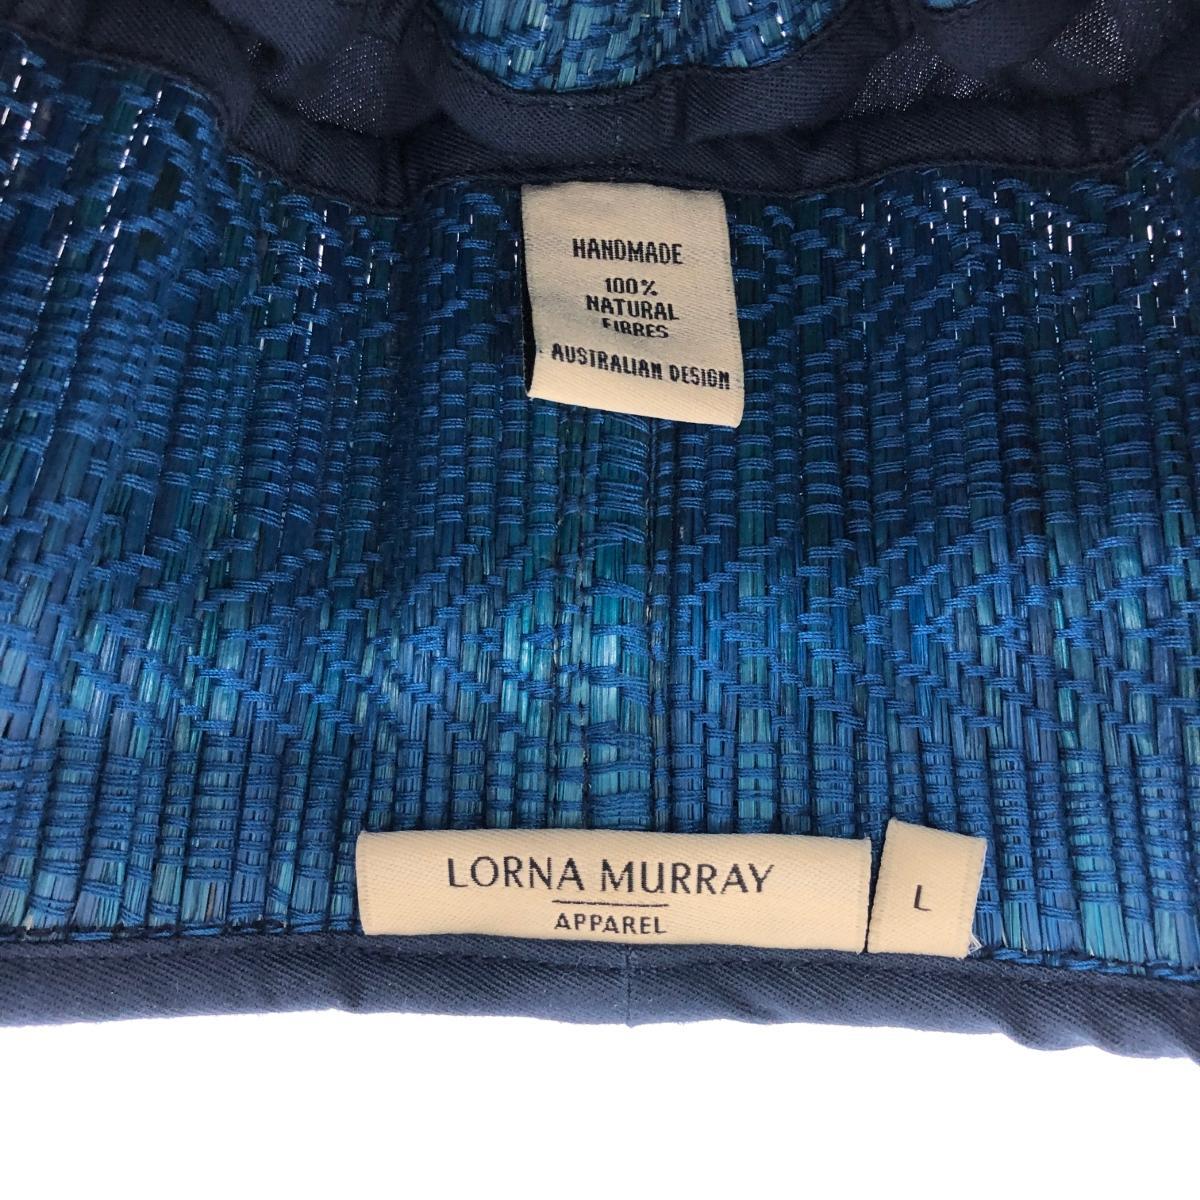 HANDMADE
100%
NATURAL
FIBRES
AUSTRALIAN DESIGN
LORNA MURRAY
APPAREL
L